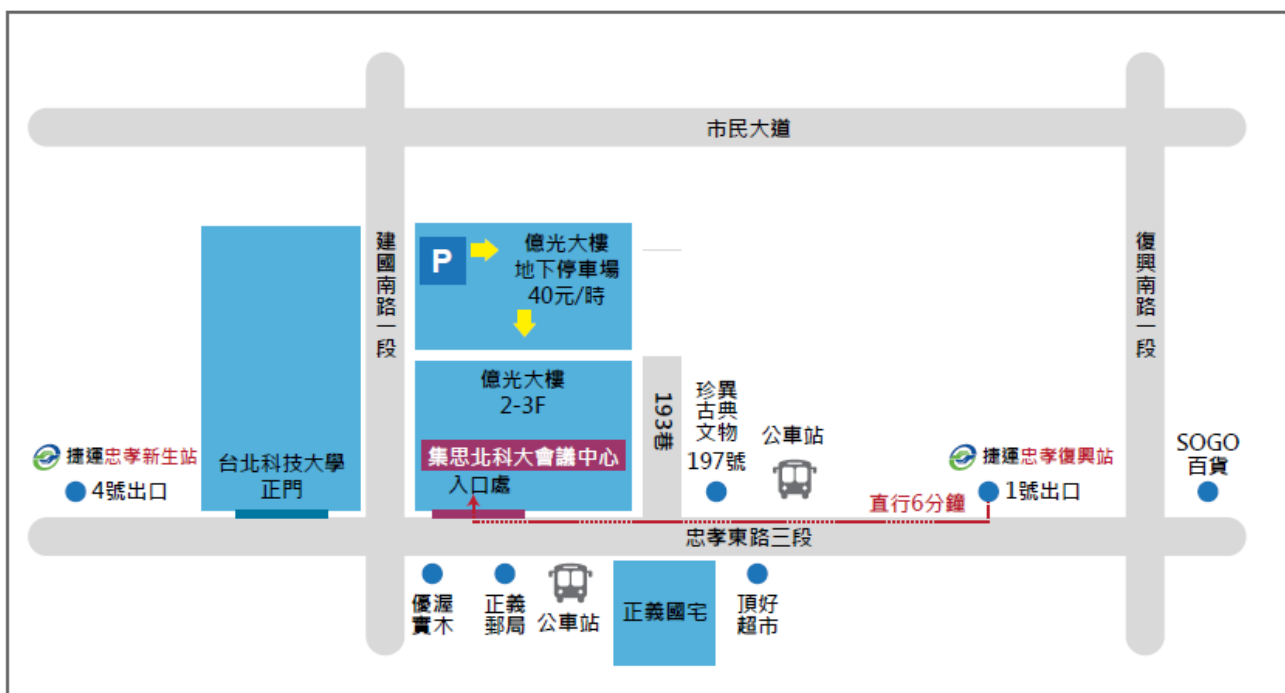 市民大道
建國南路一段
復興南路一段
P
億光大樓
地下停車場
40元/時
億光大樓
2-3F
集思北科大會議中心
入口處
193巷
珍異
古典
文物
197號
公車站
捷運忠孝新生站
4號出口
台北科技大學
正門
捷運忠孝復興站
1號出口
直行6分鐘
SOGO
百貨
忠孝東路三段
優渥
實木
正義
郵局
公車站
正義國宅
頂好
超市